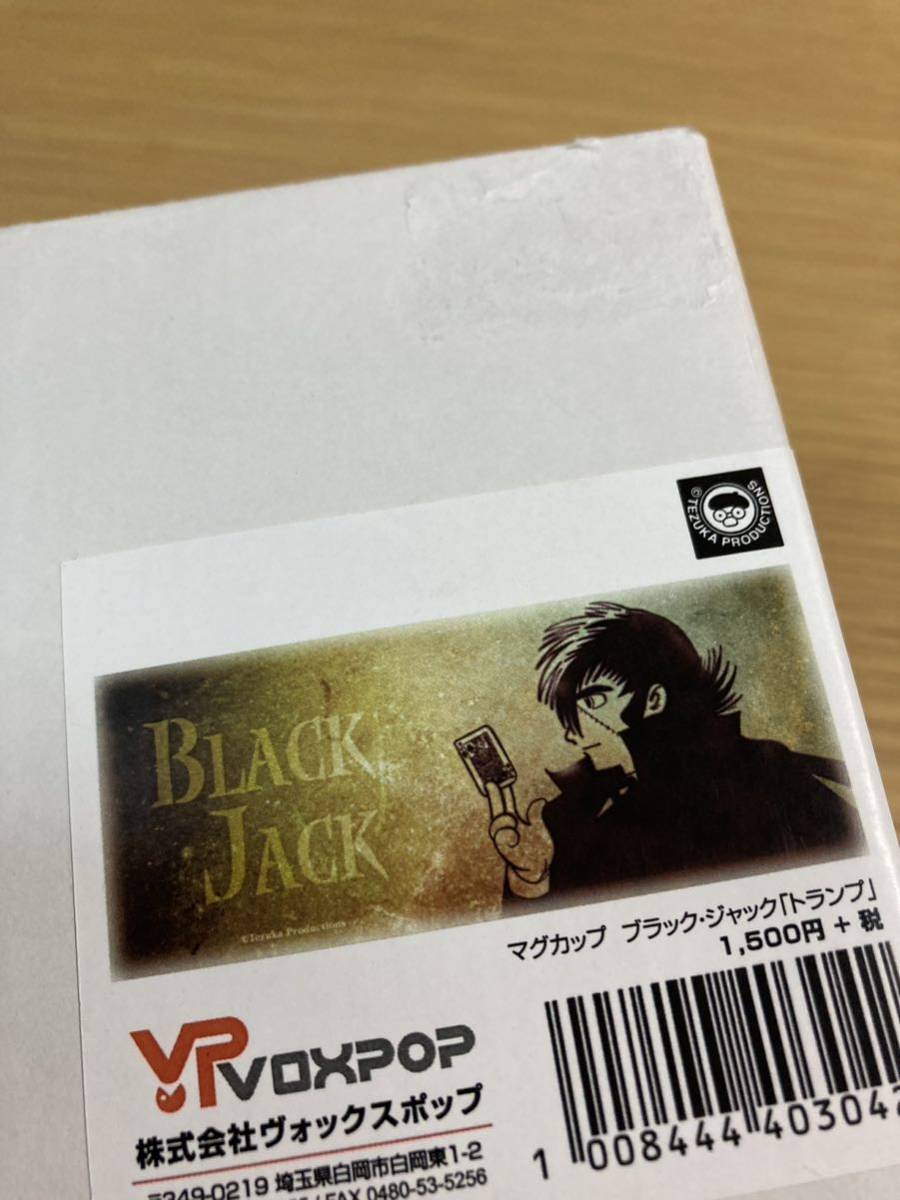 ©TEZUKA PRODUCTIONS
BLACK
JACK
©Tezuka Productions
マグカップ ブラック・ジャック「トランプ」
1,500円 + 税
VP VOXPOP
株式会社ヴォックスポップ
〒349-0219 埼玉県白岡市白岡東1-2
FAX 0480-53-5256
1 008444 403042